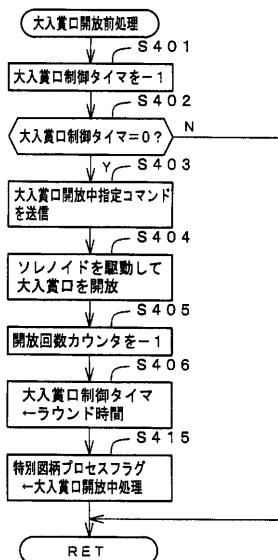 大入賞口開放前処理
S401
大入賞口制御タイマを－1
S402
大入賞口制御タイマ＝0？
N
Y
S403
大入賞口開放中指定コマンド
を送信
S404
ソレノイドを駆動して
大入賞口を開放
S405
開放回数カウンタを－1
S406
大入賞口制御タイマ
←ラウンド時間
S415
特別図柄プロセスフラグ
←大入賞口開放中処理
RET